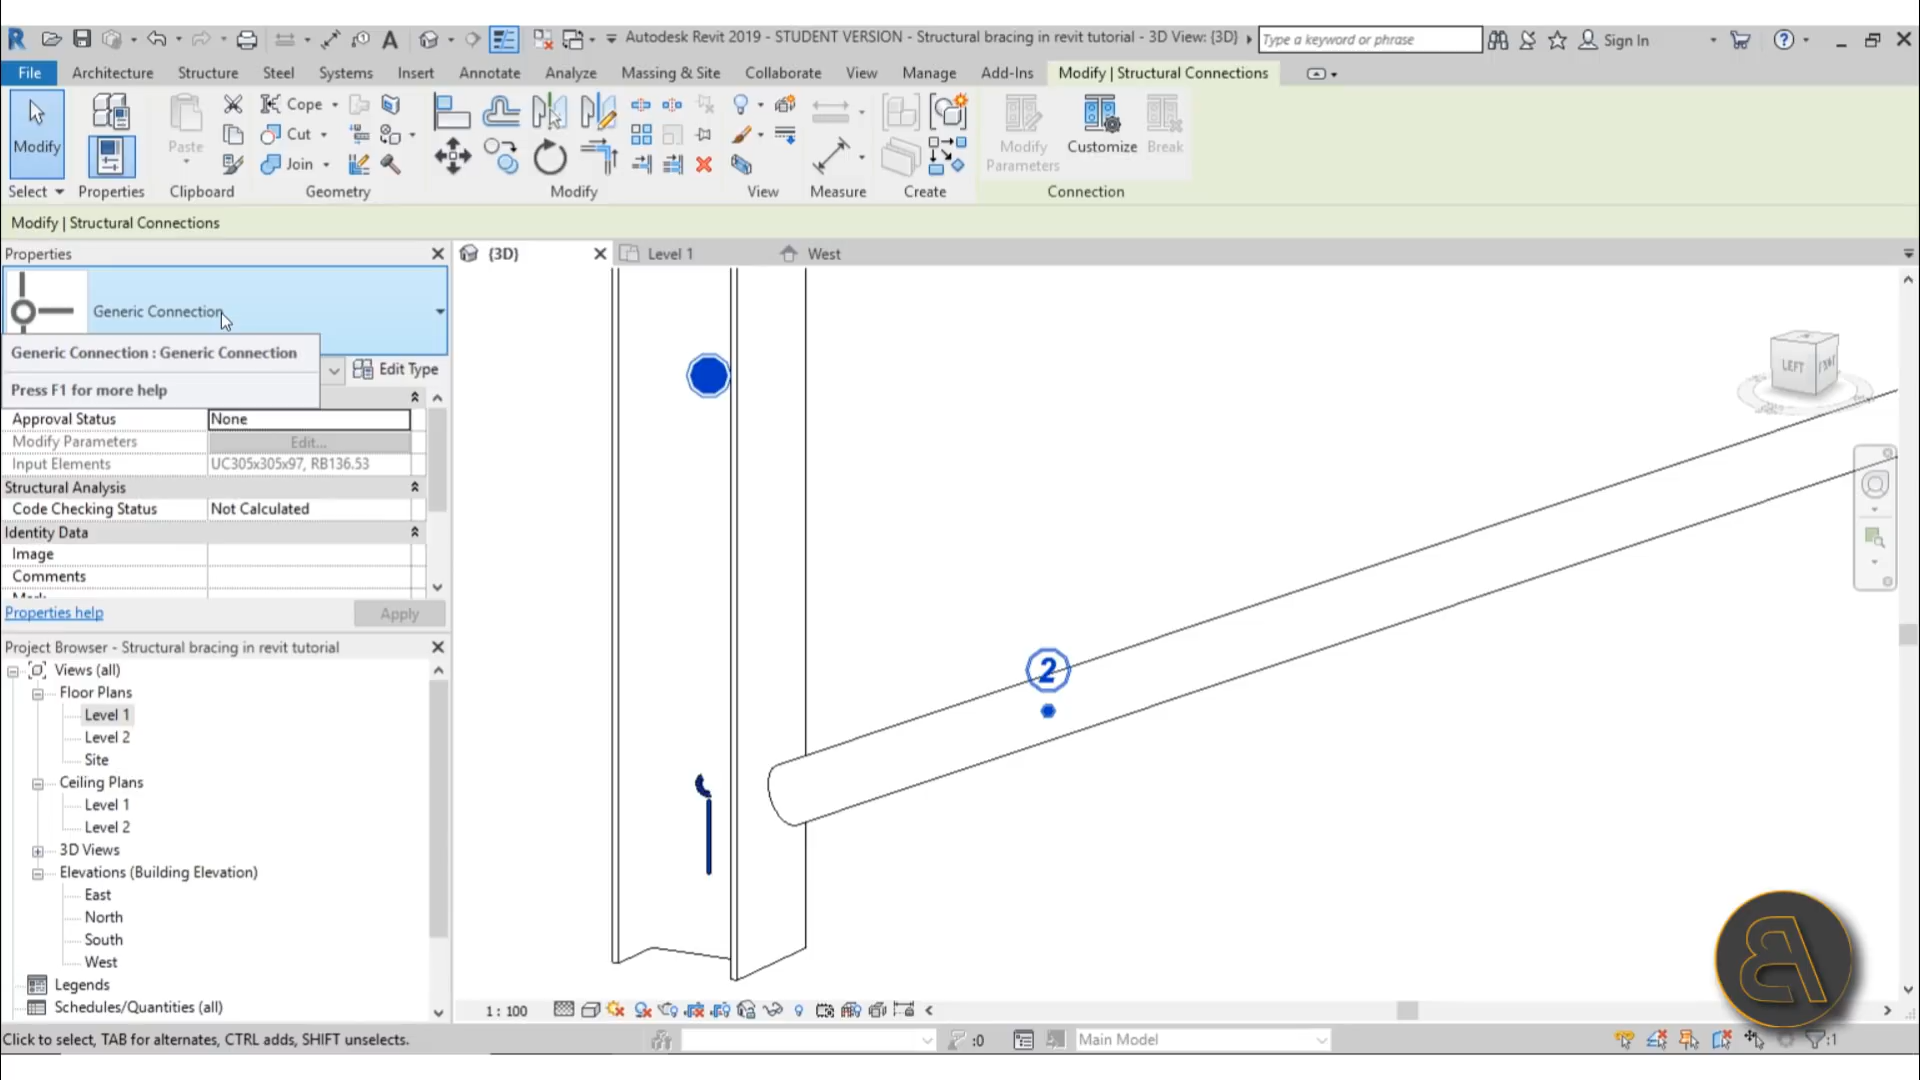 Autodesk Revit 2019 - STUDENT VERSION - Structural bracing in revit tutorial - 3D View: {3D}
Type a keyword or phrase
Sign In
File Architecture Structure Steel Systems Insert Annotate Analyze Massing & Site Collaborate View Manage Add-Ins Modify | Structural Connections
Cope
Cut
Join
Modify
Paste
Modify Parameters
Customize
Break
Select Properties Clipboard Geometry Modify View Measure Create Connection
Modify | Structural Connections
Properties
{3D}
Level 1
West
Generic Connection
Generic Connection : Generic Connection
Press F1 for more help
Edit Type
Approval Status None
Modify Parameters Edit...
Input Elements UC305x305x97, RB136.53
Structural Analysis
Code Checking Status Not Calculated
Identity Data
Image
Comments
Properties help
Apply
Project Browser - Structural bracing in revit tutorial
Views (all)
Floor Plans
Level 1
Level 2
Site
Ceiling Plans
Level 1
Level 2
3D Views
Elevations (Building Elevation)
East
North
South
West
Legends
Schedules/Quantities (all)
LEFT
2
1 : 100
Click to select, TAB for alternates, CTRL adds, SHIFT unselects.
:0
Main Model
:1